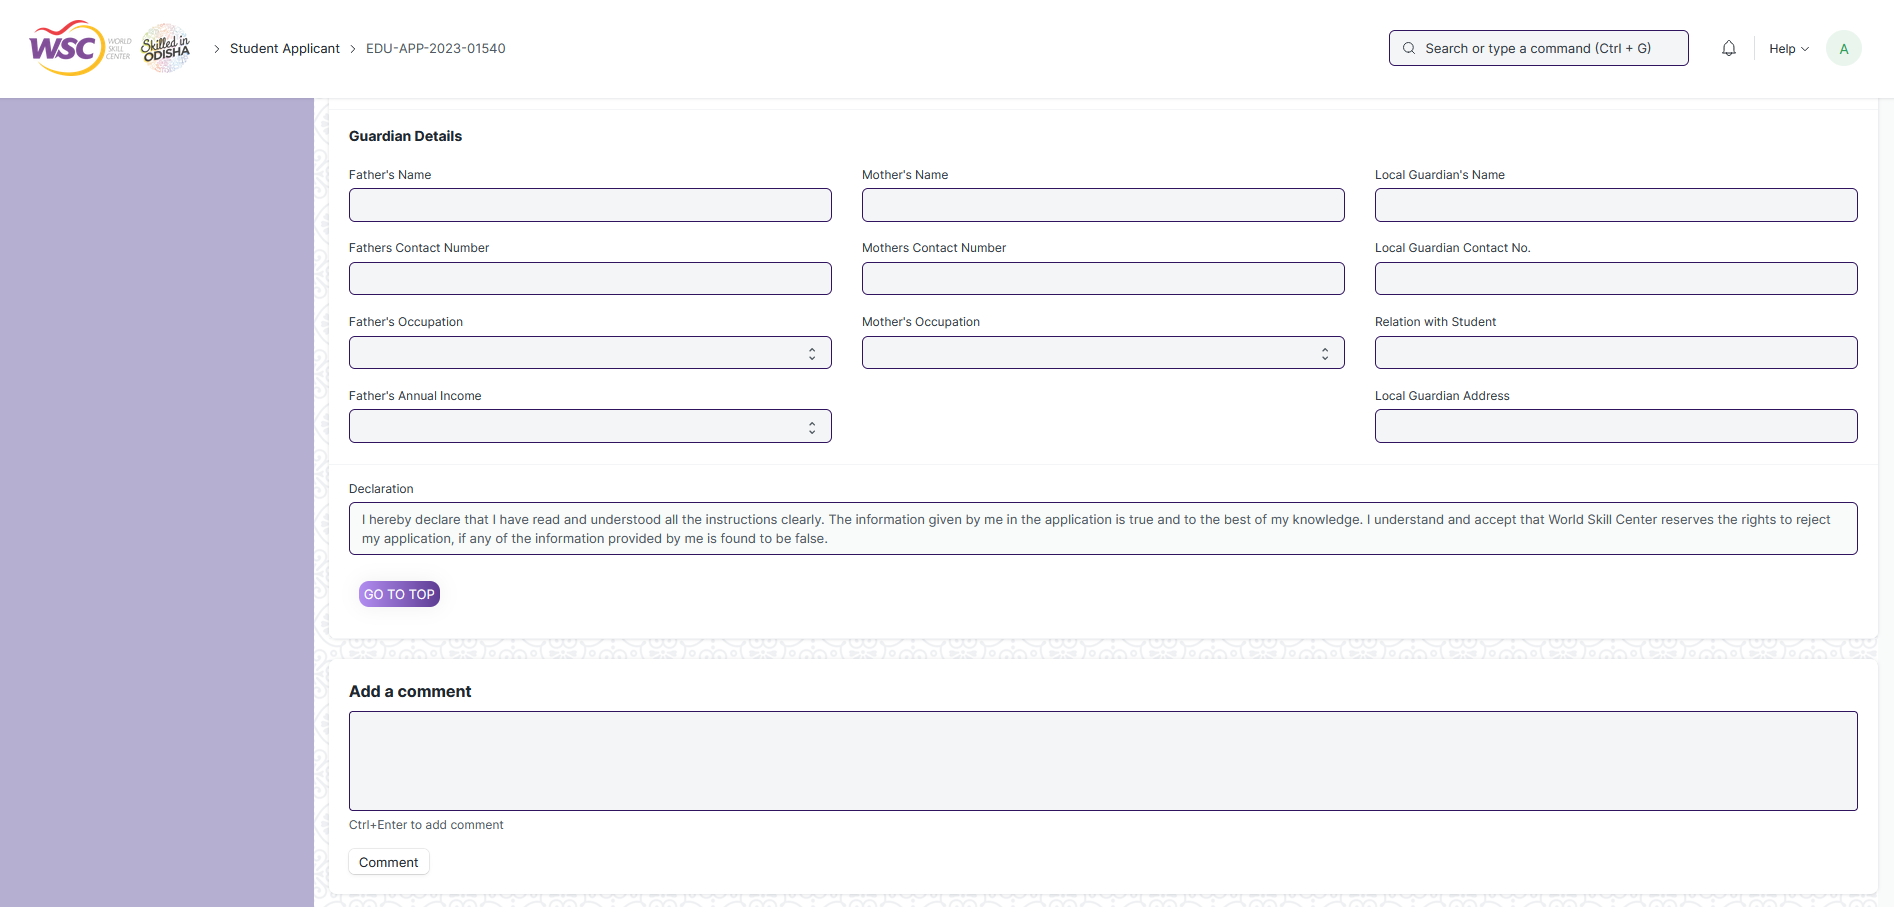 WSC WORLD SKILL CENTER Skilled in ODISHA > Student Applicant > EDU-APP-2023-01540 Search or type a command (Ctrl + G) Help A
Guardian Details
Father's Name Mother's Name Local Guardian's Name
Fathers Contact Number Mothers Contact Number Local Guardian Contact No.
Father's Occupation Mother's Occupation Relation with Student
Father's Annual Income Local Guardian Address
Declaration
I hereby declare that I have read and understood all the instructions clearly. The information given by me in the application is true and to the best of my knowledge. I understand and accept that World Skill Center reserves the rights to reject
my application, if any of the information provided by me is found to be false.
GO TO TOP
Add a comment
Ctrl+Enter to add comment
Comment